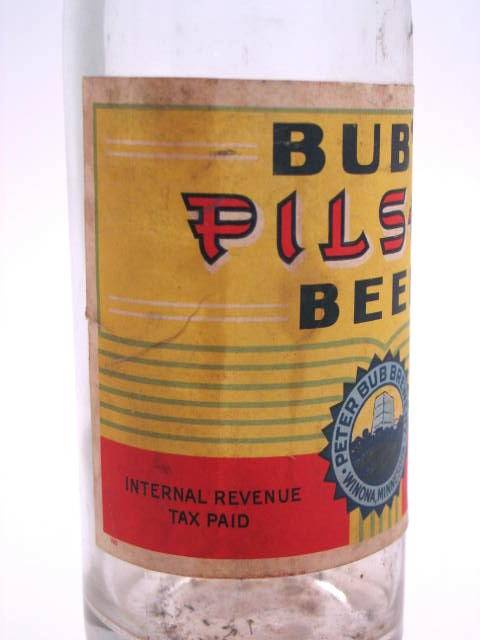 BUB'
PILS
BEE
PETER BUB BRE
WINONA, MINN
INTERNAL REVENUE
TAX PAID